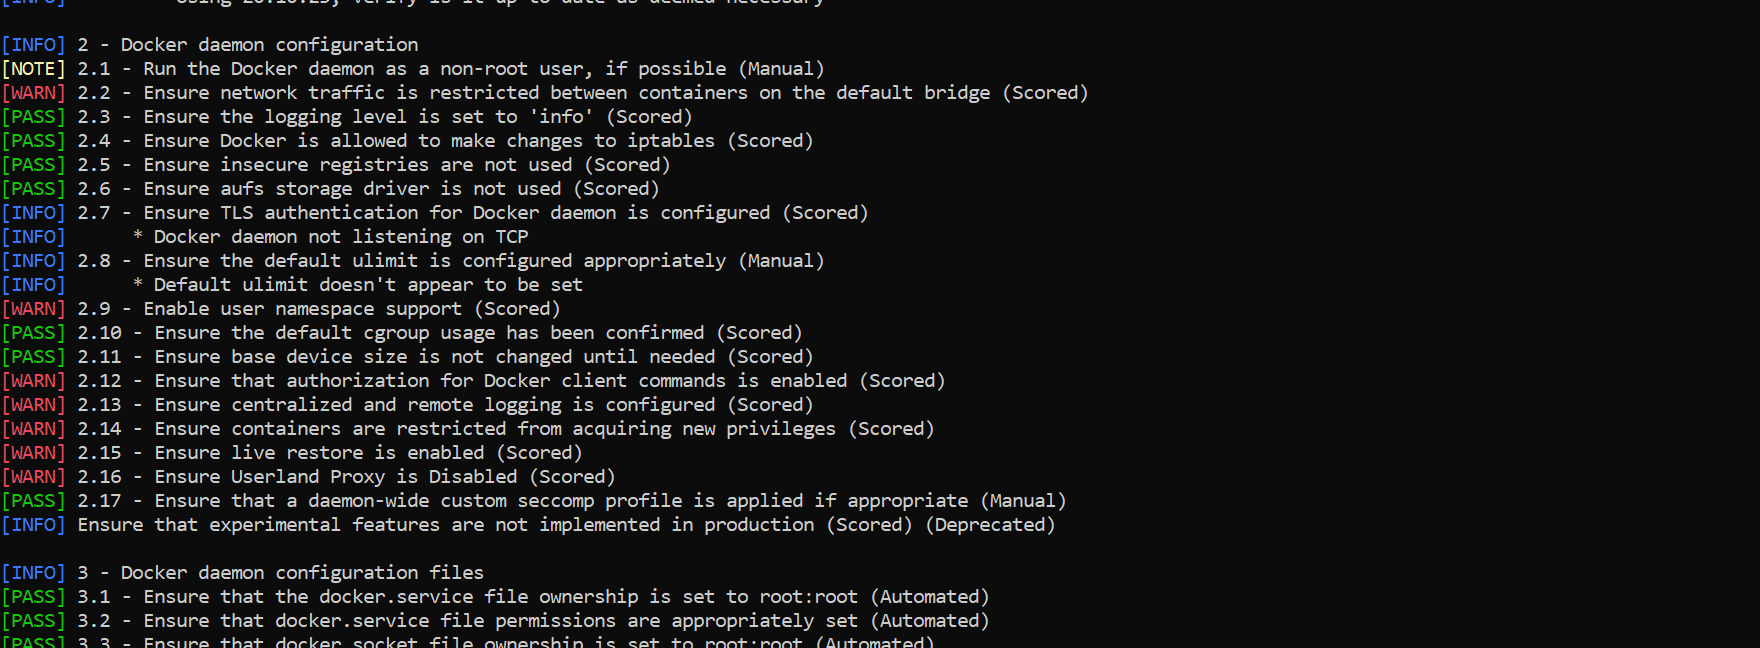 [INFO] Using 20.10.25, verify is it up to date as deemed necessary
[INFO] 2 - Docker daemon configuration
[NOTE] 2.1 - Run the Docker daemon as a non-root user, if possible (Manual)
[WARN] 2.2 - Ensure network traffic is restricted between containers on the default bridge (Scored)
[PASS] 2.3 - Ensure the logging level is set to 'info' (Scored)
[PASS] 2.4 - Ensure Docker is allowed to make changes to iptables (Scored)
[PASS] 2.5 - Ensure insecure registries are not used (Scored)
[PASS] 2.6 - Ensure aufs storage driver is not used (Scored)
[INFO] 2.7 - Ensure TLS authentication for Docker daemon is configured (Scored)
[INFO] * Docker daemon not listening on TCP
[INFO] 2.8 - Ensure the default ulimit is configured appropriately (Manual)
[INFO] * Default ulimit doesn't appear to be set
[WARN] 2.9 - Enable user namespace support (Scored)
[PASS] 2.10 - Ensure the default cgroup usage has been confirmed (Scored)
[PASS] 2.11 - Ensure base device size is not changed until needed (Scored)
[WARN] 2.12 - Ensure that authorization for Docker client commands is enabled (Scored)
[WARN] 2.13 - Ensure centralized and remote logging is configured (Scored)
[WARN] 2.14 - Ensure containers are restricted from acquiring new privileges (Scored)
[WARN] 2.15 - Ensure live restore is enabled (Scored)
[WARN] 2.16 - Ensure Userland Proxy is Disabled (Scored)
[PASS] 2.17 - Ensure that a daemon-wide custom seccomp profile is applied if appropriate (Manual)
[INFO] Ensure that experimental features are not implemented in production (Scored) (Deprecated)
[INFO] 3 - Docker daemon configuration files
[PASS] 3.1 - Ensure that the docker.service file ownership is set to root:root (Automated)
[PASS] 3.2 - Ensure that docker.service file permissions are appropriately set (Automated)
[PASS] 3.3 - Ensure that docker.socket file ownership is set to root:root (Automated)